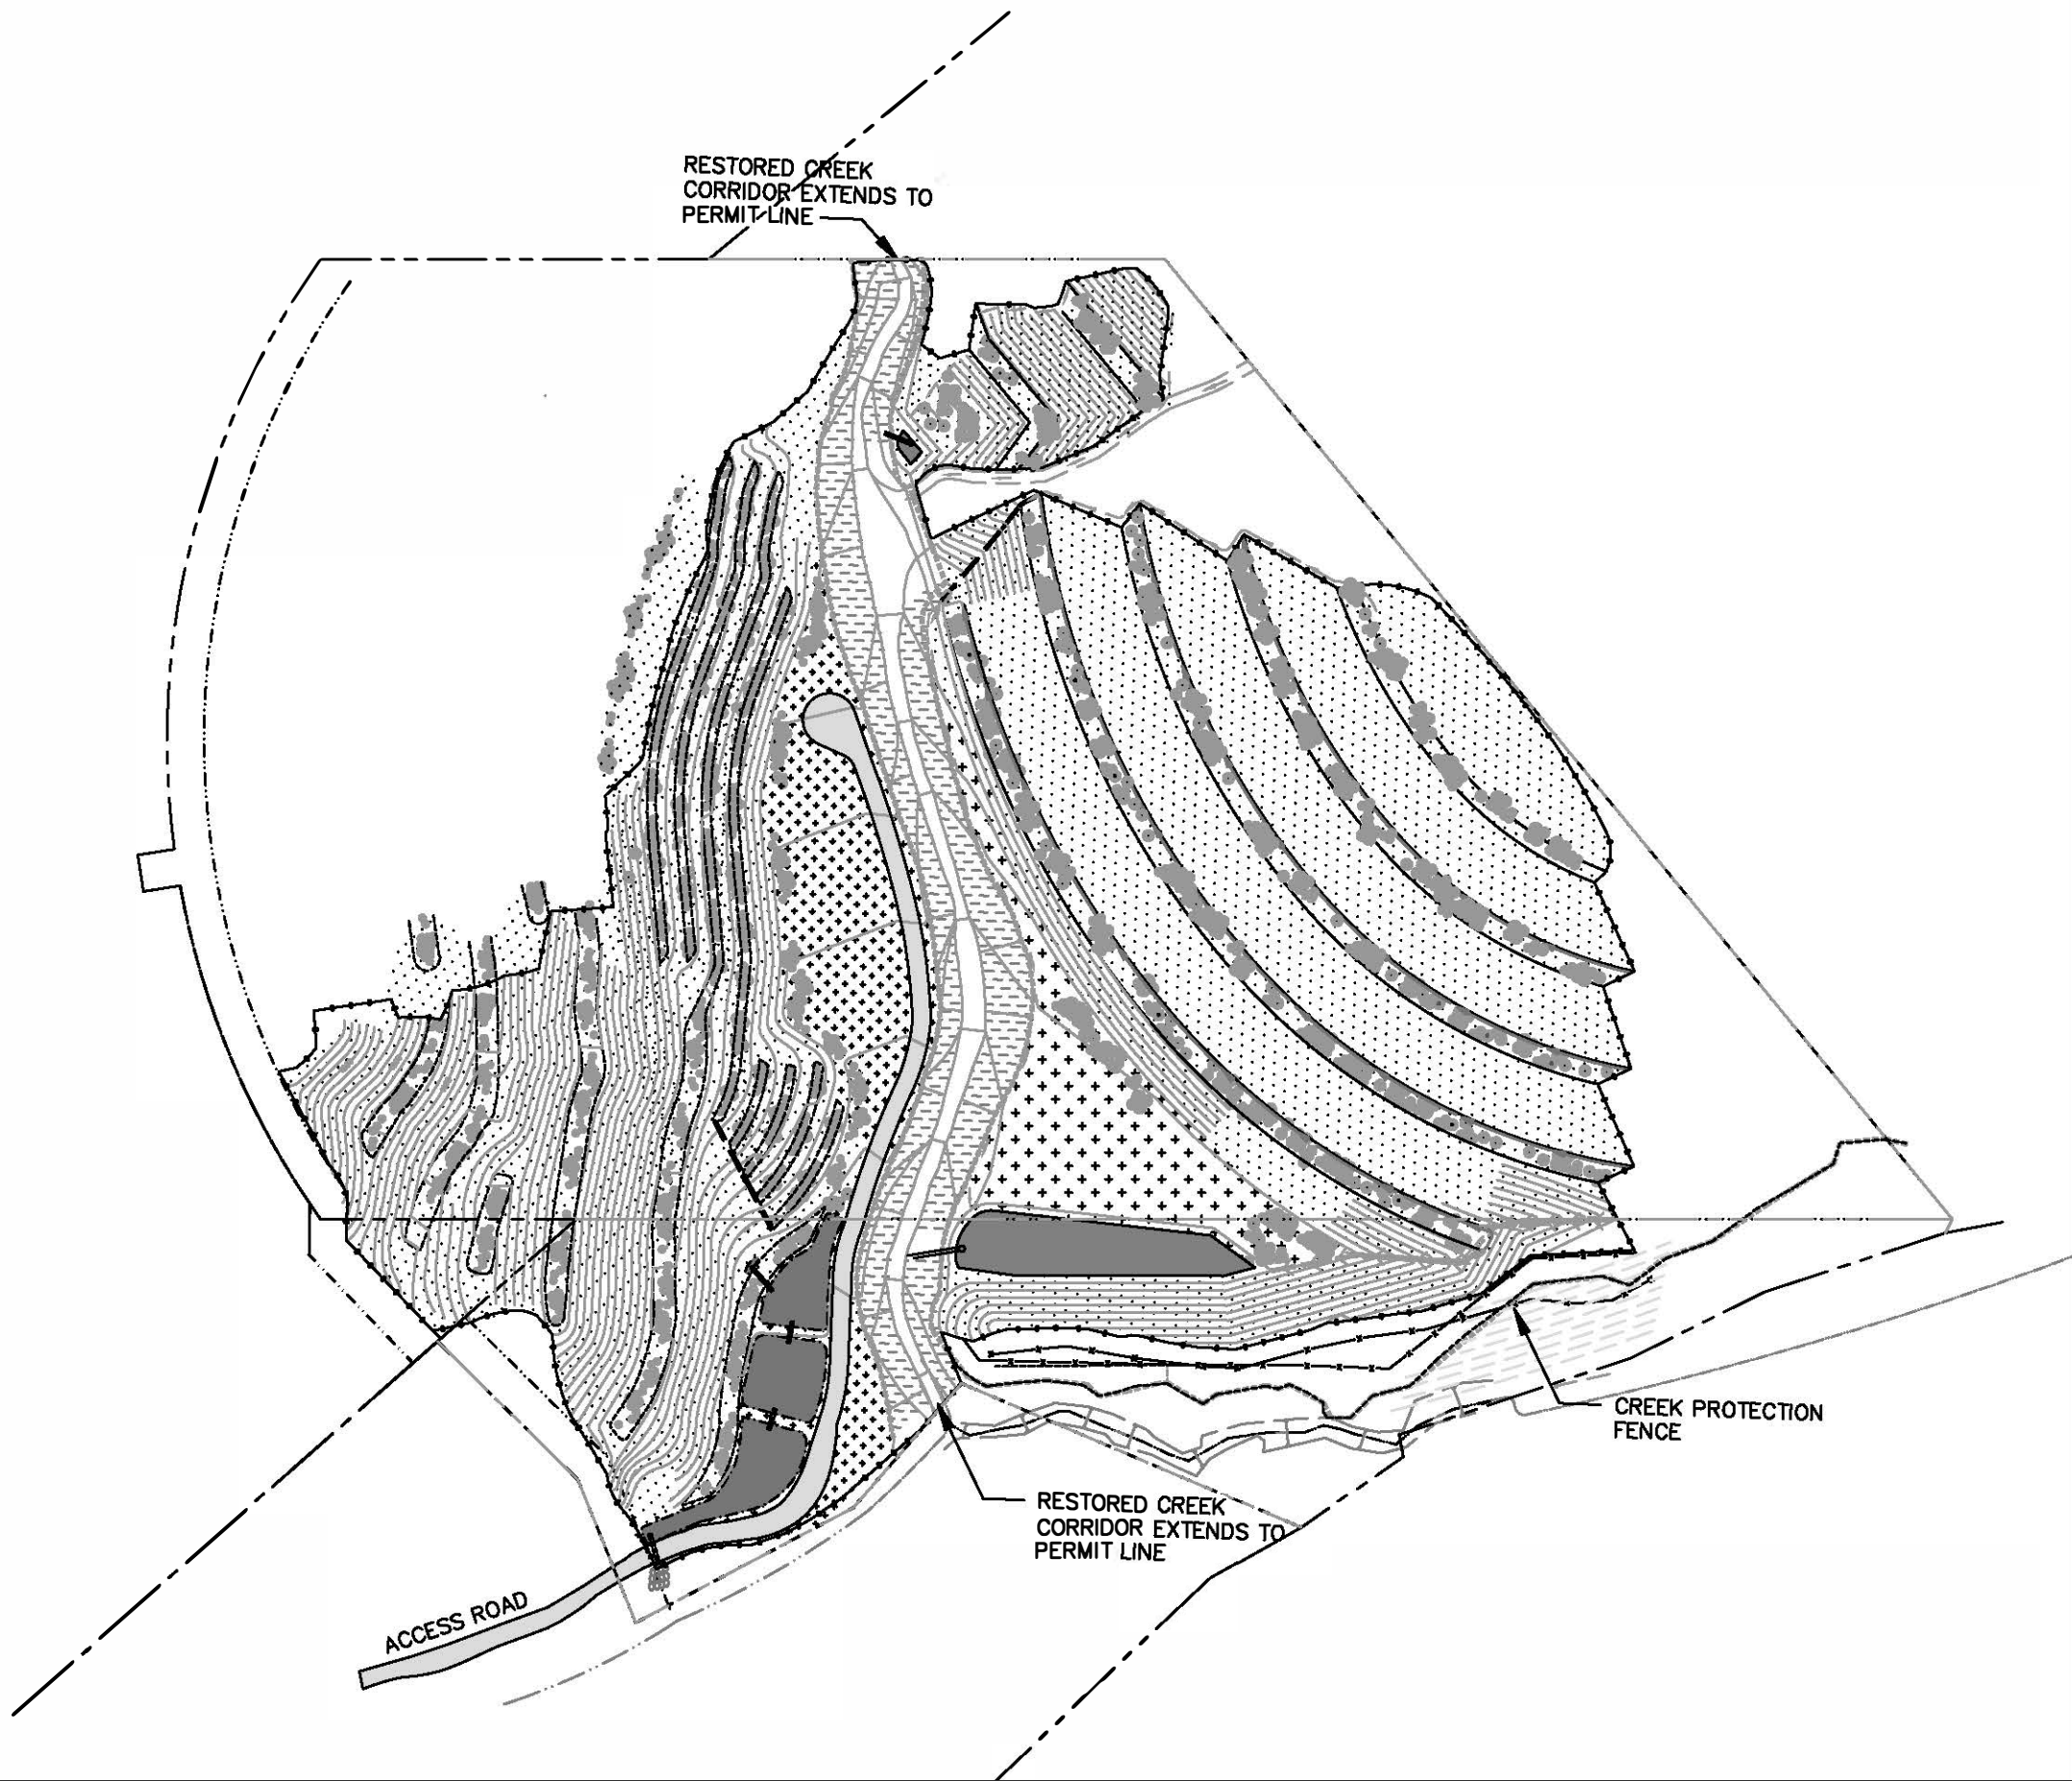 RESTORED CREEK
CORRIDOR EXTENDS TO
PERMIT LINE
CREEK PROTECTION
FENCE
RESTORED CREEK
CORRIDOR EXTENDS TO
PERMIT LINE
ACCESS ROAD